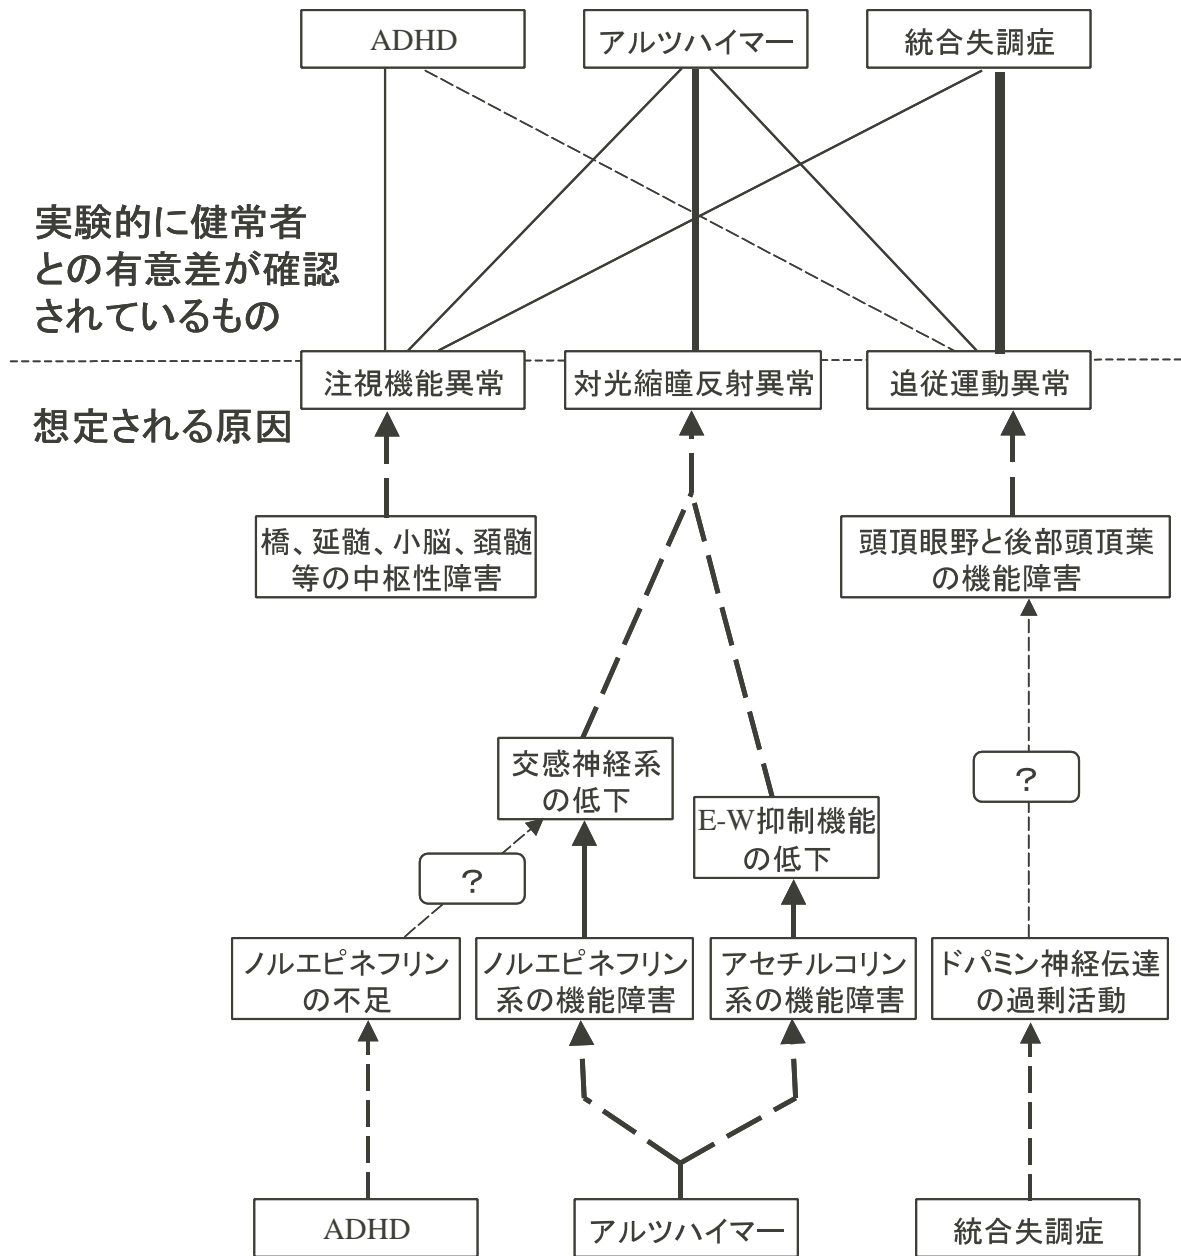 ADHD
アルツハイマー
統合失調症
実験的に健常者
との有意差が確認
されているもの
注視機能異常
対光縮瞳反射異常
追従運動異常
想定される原因
橋、延髄、小脳、頚髄
等の中枢性障害
頭頂眼野と後部頭頂葉
の機能障害
交感神経系
の低下
?
E-W抑制機能
の低下
?
ノルエピネフリン
の不足
ノルエピネフリン
系の機能障害
アセチルコリン
系の機能障害
ドパミン神経伝達
の過剰活動
ADHD
アルツハイマー
統合失調症